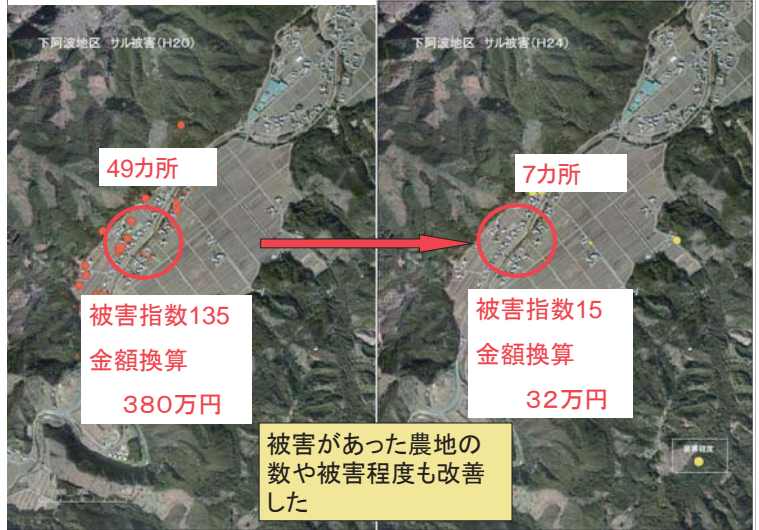 下阿波地区 サル被害(H20)
49カ所
被害指数135
金額換算
380万円
下阿波地区 サル被害(H24)
7カ所
被害指数15
金額換算
32万円
被害程度
被害があった農地の
数や被害程度も改善
した